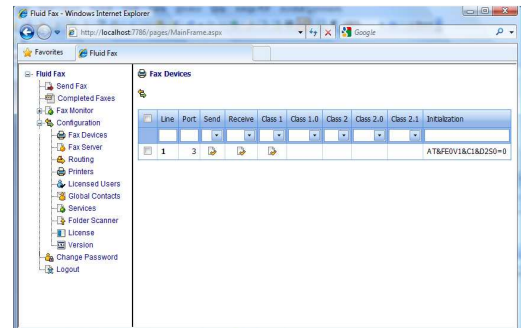 Fluid Fax - Windows Internet Explorer
http://localhost:7786/pages/MainFrame.aspx
Google
Favorites
Fluid Fax
Fluid Fax
Send Fax
Completed Faxes
Fax Monitor
Configuration
Fax Devices
Fax Server
Routing
Printers
Licensed Users
Global Contacts
Services
Folder Scanner
License
Version
Change Password
Logout
Fax Devices
Line Port Send Receive Class 1 Class 1.0 Class 2 Class 2.0 Class 2.1 Initialization
1 3 AT&FE0V1&C1&D2S0=0